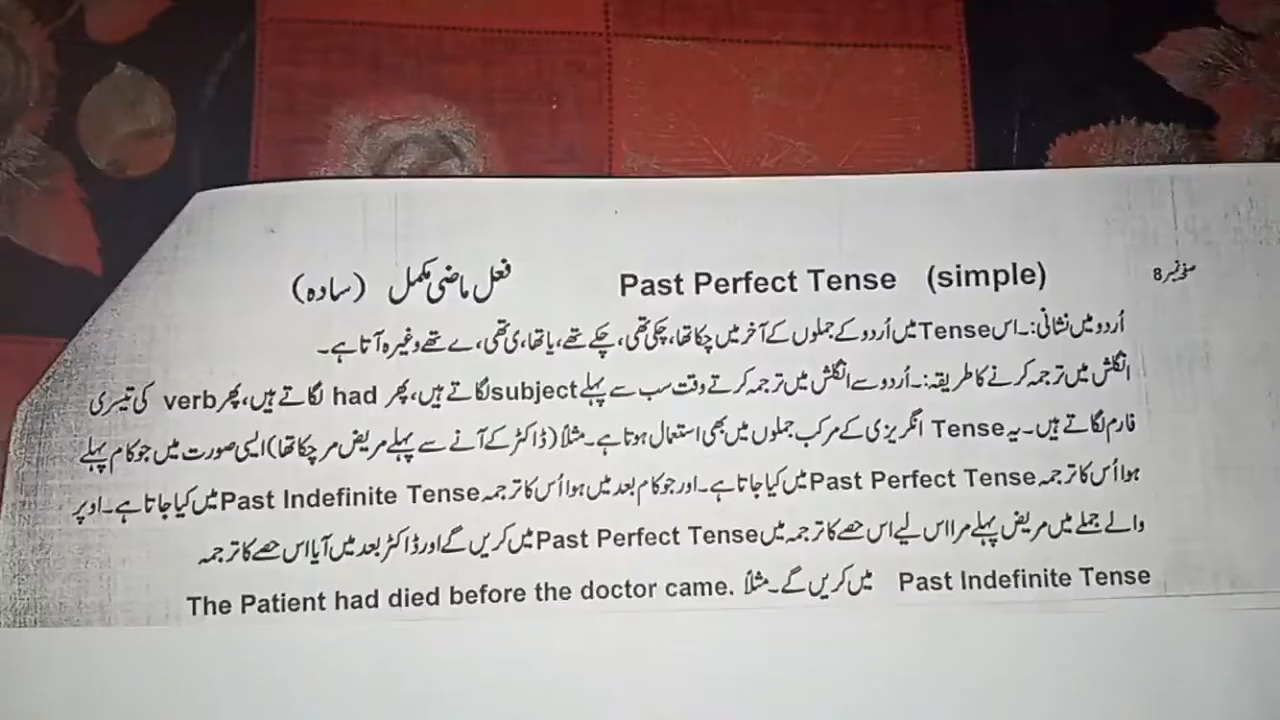 صفحہ نمبر 8 Past Perfect Tense (simple) فعل ماضی مکمل (سادہ)
اُردو میں نشانی:۔ اس Tense میں اُردو کے جملوں کے آخر میں چکا تھا، چکی تھی، چکے تھے، یا تھا، ی تھی، ے تھے وغیرہ آتا ہے۔
انگلش میں ترجمہ کرنے کا طریقہ:۔ اُردو سے انگلش میں ترجمہ کرتے وقت سب سے پہلے subject لگاتے ہیں، پھر had لگاتے ہیں، پھر verb کی تیسری
فارم لگاتے ہیں۔ یہ Tense انگریزی کے مرکب جملوں میں بھی استعمال ہوتا ہے۔ مثلاً (ڈاکٹر کے آنے سے پہلے مریض مر چکا تھا) ایسی صورت میں جو کام پہلے
ہوا اُس کا ترجمہ Past Perfect Tense میں کیا جاتا ہے۔ اور جو کام بعد میں ہوا اُس کا ترجمہ Past Indefinite Tense میں کیا جاتا ہے۔ اوپر
والے جملے میں مریض پہلے مرا اس لیے اس حصے کا ترجمہ میں Past Perfect Tense میں کریں گے اور ڈاکٹر بعد میں آیا اس حصے کا ترجمہ
Past Indefinite Tense میں کریں گے۔ مثلاً The Patient had died before the doctor came.